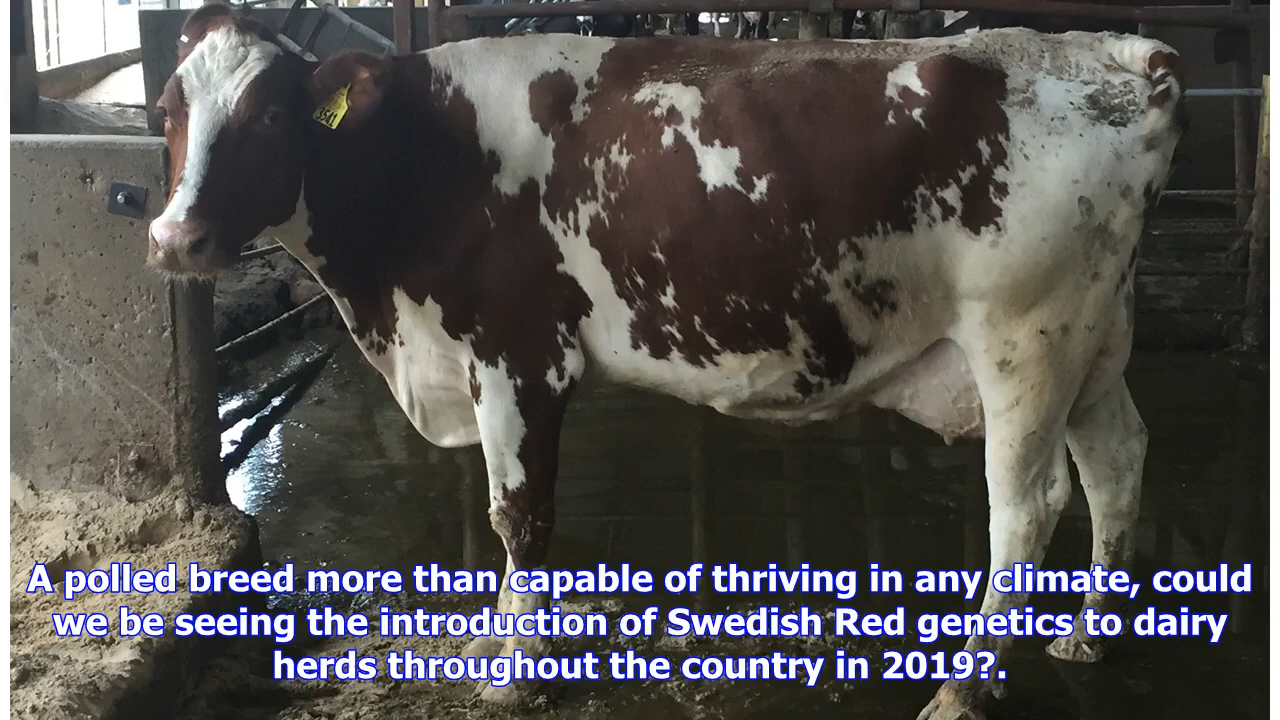 3541
A polled breed more than capable of thriving in any climate, could
we be seeing the introduction of Swedish Red genetics to dairy
herds throughout the country in 2019?.